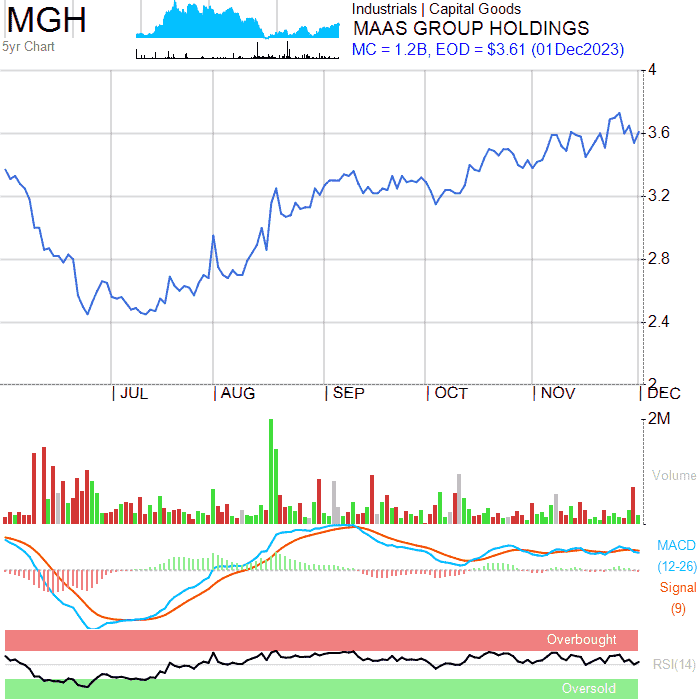 MGH
5yr Chart
Industrials | Capital Goods
MAAS GROUP HOLDINGS
MC = 1.2B, EOD = $3.61 (01Dec2023)
4
3.6
3.2
2.8
2.4
2
| JUL | AUG | SEP | OCT | NOV | DEC
2M
Volume
MACD
(12-26)
Signal
(9)
Overbought
RSI(14)
Oversold